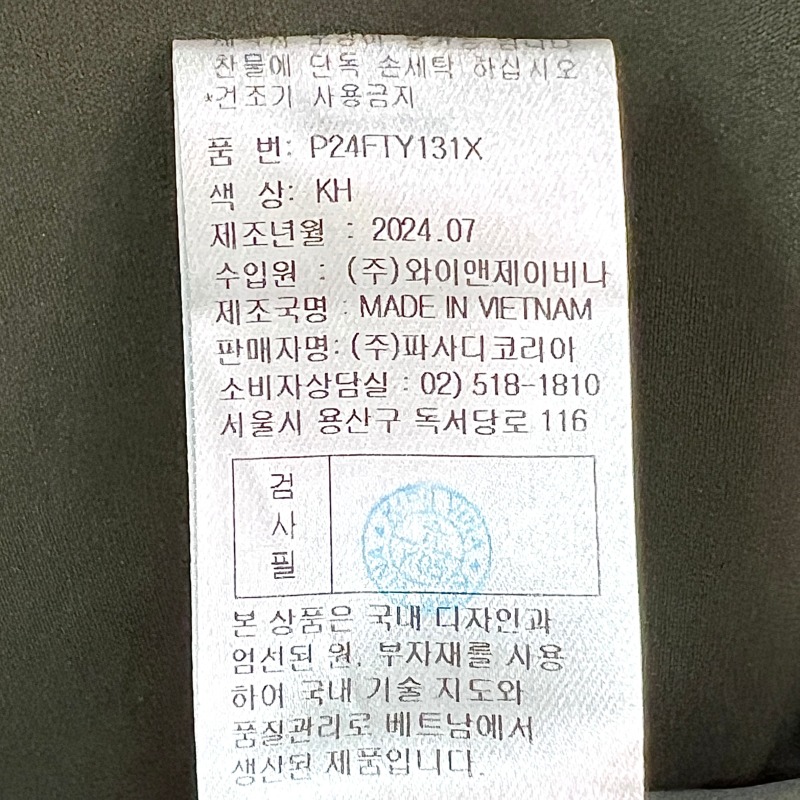 찬물에 단독 손세탁 하십시오
*건조기 사용금지
품 번: P24FTY131X
색 상: KH
제조년월 : 2024.07
수입원 : (주)와이앤제이비나
제조국명 : MADE IN VIETNAM
판매자명: (주)파사디코리아
소비자상담실 : 02) 518-1810
서울시 용산구 독서당로 116
검
사
필
본 상품은 국내 디자인과
엄선된 원, 부자재를 사용
하여 국내 기술 지도와
품질관리로 베트남에서
생산된 제품입니다.